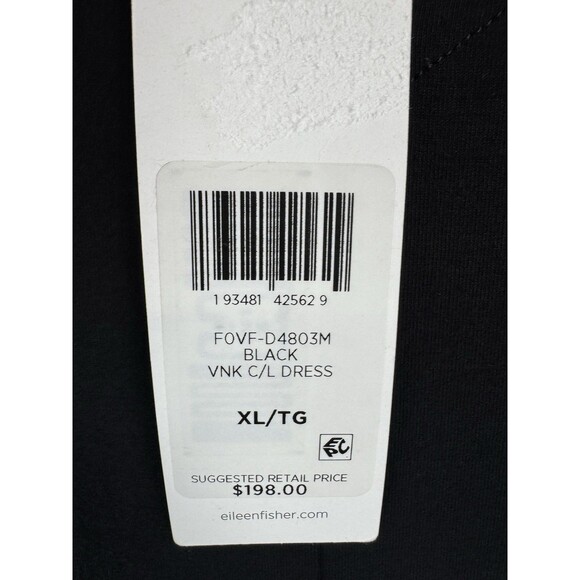 1 93481 42562 9
F0VF-D4803M
BLACK
VNK C/L DRESS
XL/TG
SUGGESTED RETAIL PRICE
$198.00
eileenfisher.com